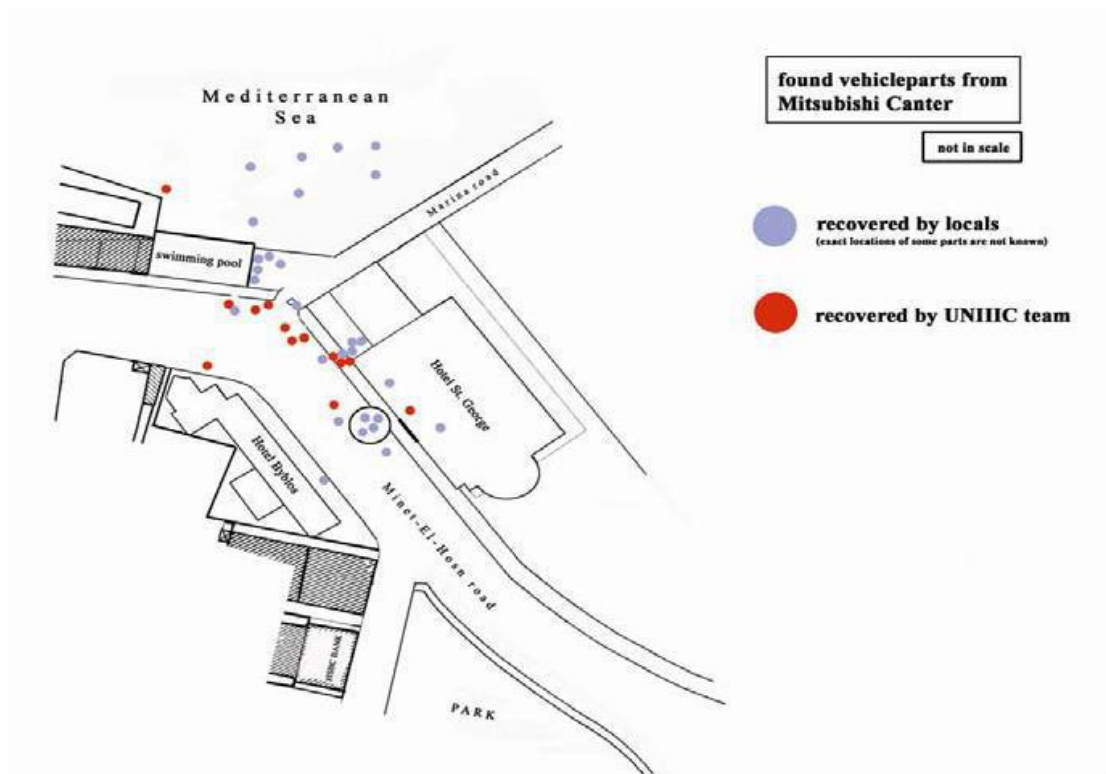 found vehicleparts from
Mitsubishi Canter
not in scale
Mediterranean
Sea
Marina road
recovered by locals
(exact locations of some parts are not known)
swimming pool
recovered by UNIIIC team
Hotel St. George
Hotel Byblos
Minet-El-Hosn road
HSBC BANK
PARK